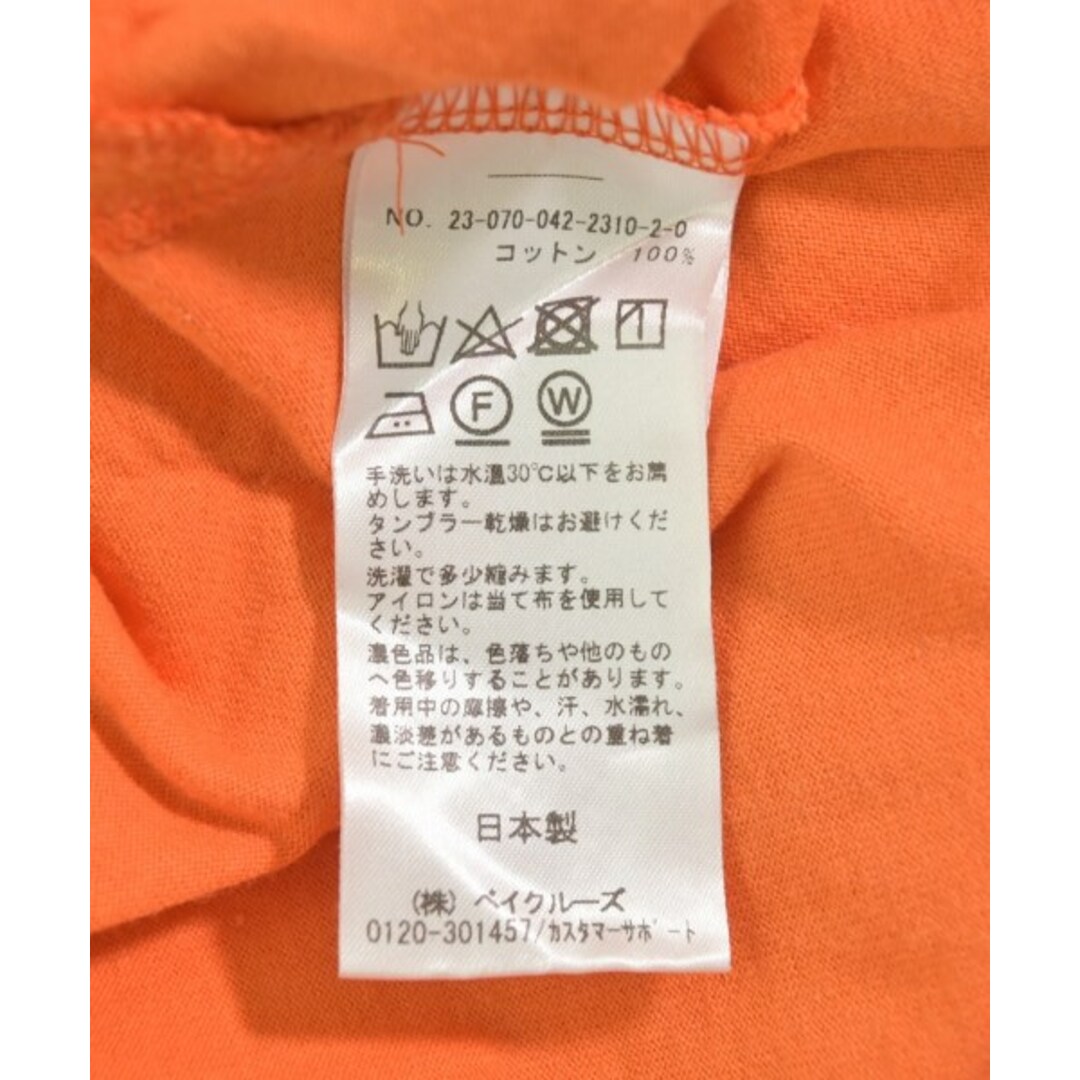 NO. 23-070-042-2310-2-0
コットン 100%
F W
手洗いは水温30℃以下をお薦
めします。
タンブラー乾燥はお避けくだ
さい。
洗濯で多少縮みます。
アイロンは当て布を使用して
ください。
濃色品は、色落ちや他のもの
へ色移りすることがあります。
着用中の摩擦や、汗、水濡れ、
濃淡差があるものとの重ね着
にご注意ください。
日本製
(株) ベイクルーズ
0120-301457/カスタマーサポート